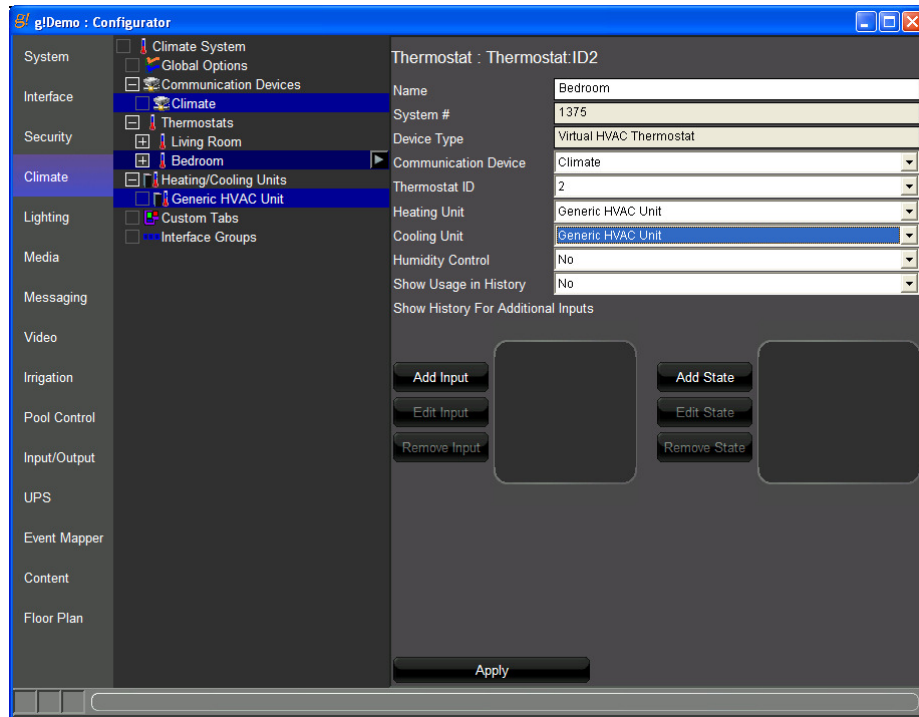 g! g!Demo : Configurator
System
Interface
Security
Climate
Lighting
Media
Messaging
Video
Irrigation
Pool Control
Input/Output
UPS
Event Mapper
Content
Floor Plan
Climate System
Global Options
Communication Devices
Climate
Thermostats
Living Room
Bedroom
Heating/Cooling Units
Generic HVAC Unit
Custom Tabs
Interface Groups
Thermostat : Thermostat:ID2
Name Bedroom
System # 1375
Device Type Virtual HVAC Thermostat
Communication Device Climate
Thermostat ID 2
Heating Unit Generic HVAC Unit
Cooling Unit Generic HVAC Unit
Humidity Control No
Show Usage in History No
Show History For Additional Inputs
Add Input Add State
Edit Input Edit State
Remove Input Remove State
Apply